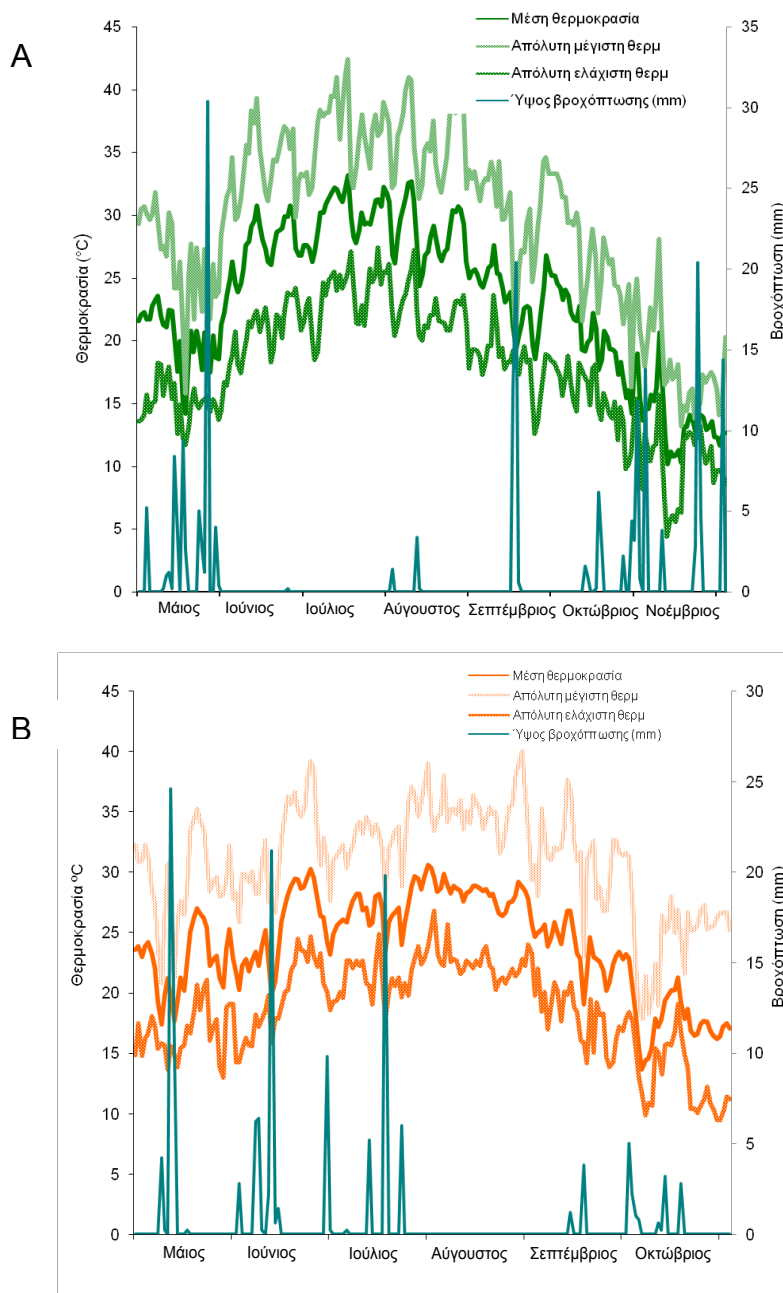 A
Μέση θερμοκρασία
Απόλυτη μέγιστη θερμ
Απόλυτη ελάχιστη θερμ
Ύψος βροχόπτωσης (mm)
Θερμοκρασία (°C)
45
40
35
30
25
20
15
10
5
0
Βροχόπτωση (mm)
35
30
25
20
15
10
5
0
Μάιος Ιούνιος Ιούλιος Αύγουστος Σεπτέμβριος Οκτώβριος Νοέμβριος
B
Μέση θερμοκρασία
Απόλυτη μέγιστη θερμ
Απόλυτη ελάχιστη θερμ
Ύψος βροχόπτωσης (mm)
Θερμοκρασία ºC
45
40
35
30
25
20
15
10
5
0
Βροχόπτωση (mm)
30
25
20
15
10
5
0
Μάιος Ιούνιος Ιούλιος Αύγουστος Σεπτέμβριος Οκτώβριος